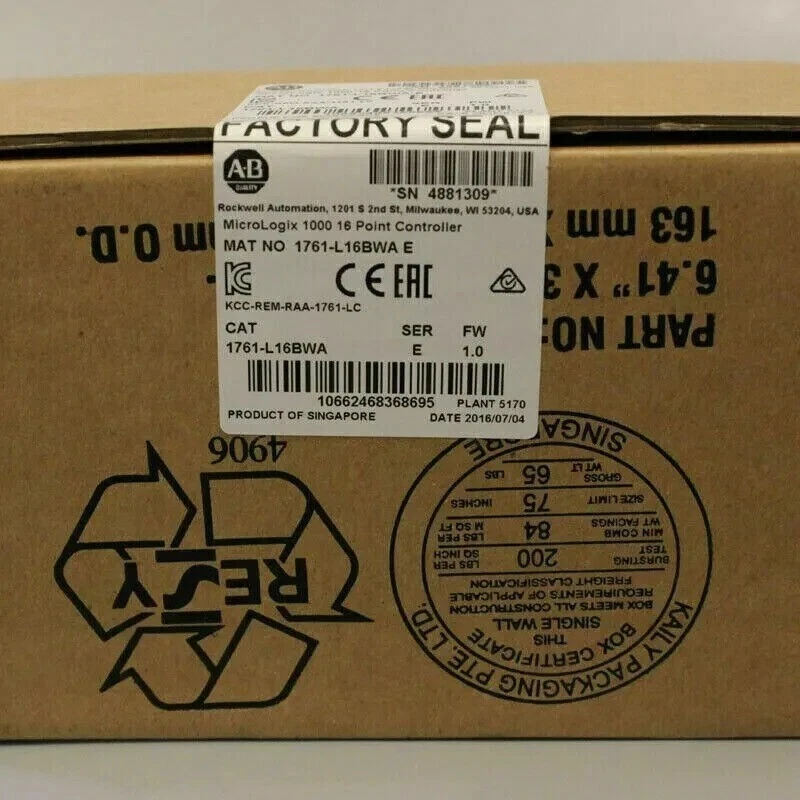 FACTORY SEAL
A-B
QUALITY
*SN 4881309*
Rockwell Automation, 1201 S 2nd St, Milwaukee, WI 53204, USA
MicroLogix 1000 16 Point Controller
MAT NO 1761-L16BWA E
CE EAC
KCC-REM-RAA-1761-LC
CAT SER FW
1761-L16BWA E 1.0
10662468368695 PLANT 5170
PRODUCT OF SINGAPORE DATE 2016/07/04
PART NO:
6.41" X 3
163 mm
mm O.D.
4906
RESY
KAILY PACKAGING PTE. LTD.
BOX CERTIFICATE
THIS
SINGLE WALL
BOX MEETS ALL CONSTRUCTION
REQUIREMENTS OF APPLICABLE
FREIGHT CLASSIFICATION
BURSTING TEST 200 LBS PER SQ INCH
MIN COMB WT FACINGS 84 LBS PER M SQ FT
SIZE LIMIT 75 INCHES
GROSS WT LT 65 LBS
SINGAPORE